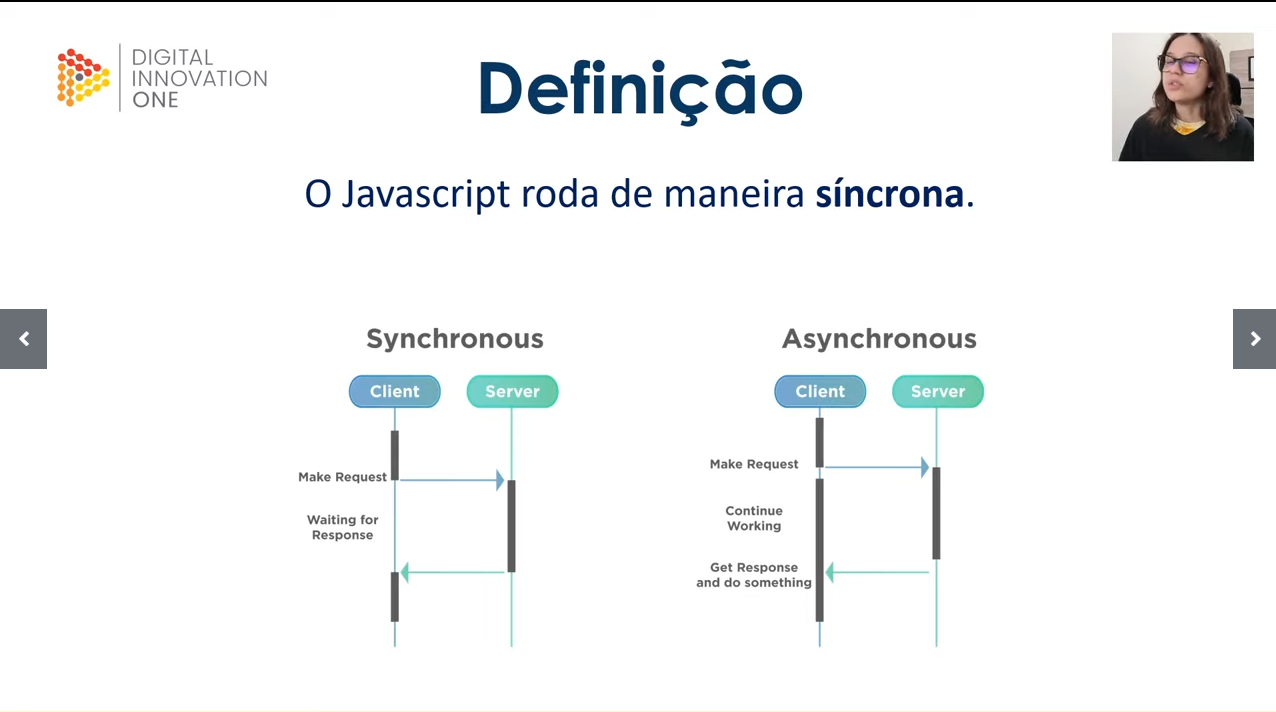 DIGITAL
INNOVATION
ONE
Definição
O Javascript roda de maneira síncrona.
Synchronous
Client
Server
Make Request
Waiting for
Response
Asynchronous
Client
Server
Make Request
Continue
Working
Get Response
and do something